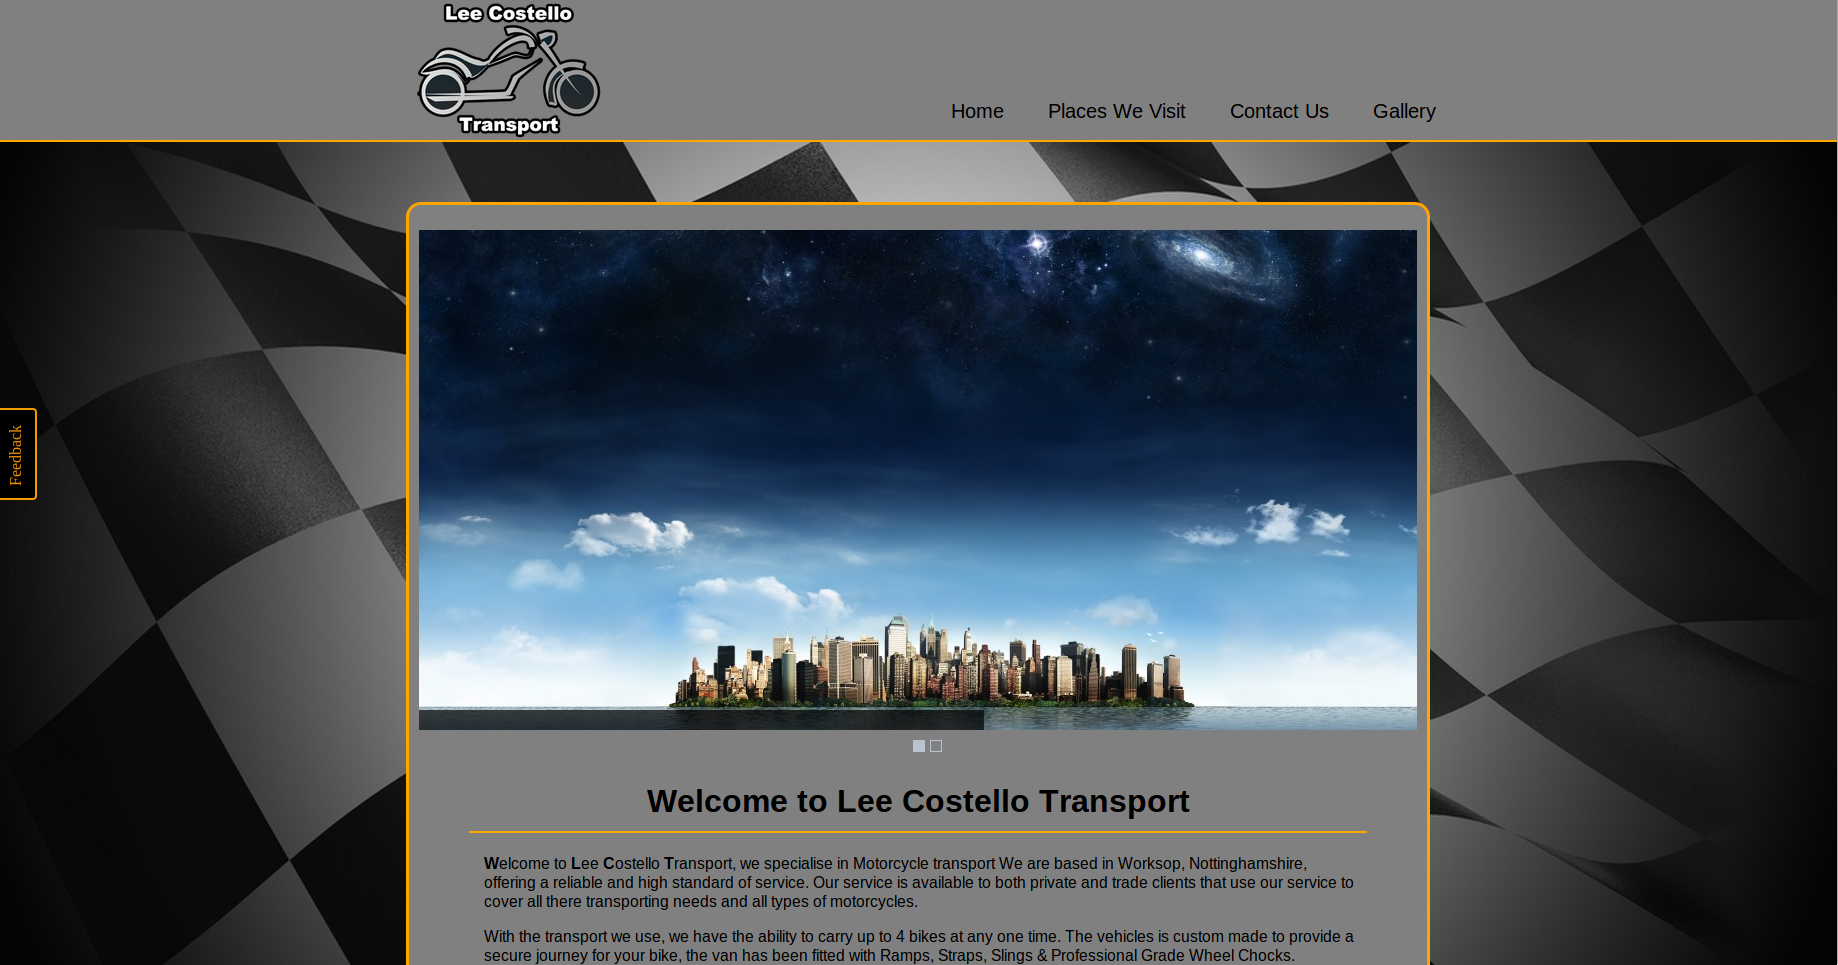 Lee Costello
Transport
Home
Places We Visit
Contact Us
Gallery
Feedback
Welcome to Lee Costello Transport
Welcome to Lee Costello Transport, we specialise in Motorcycle transport We are based in Worksop, Nottinghamshire,
offering a reliable and high standard of service. Our service is available to both private and trade clients that use our service to
cover all there transporting needs and all types of motorcycles.
With the transport we use, we have the ability to carry up to 4 bikes at any one time. The vehicles is custom made to provide a
secure journey for your bike, the van has been fitted with Ramps, Straps, Slings & Professional Grade Wheel Chocks.